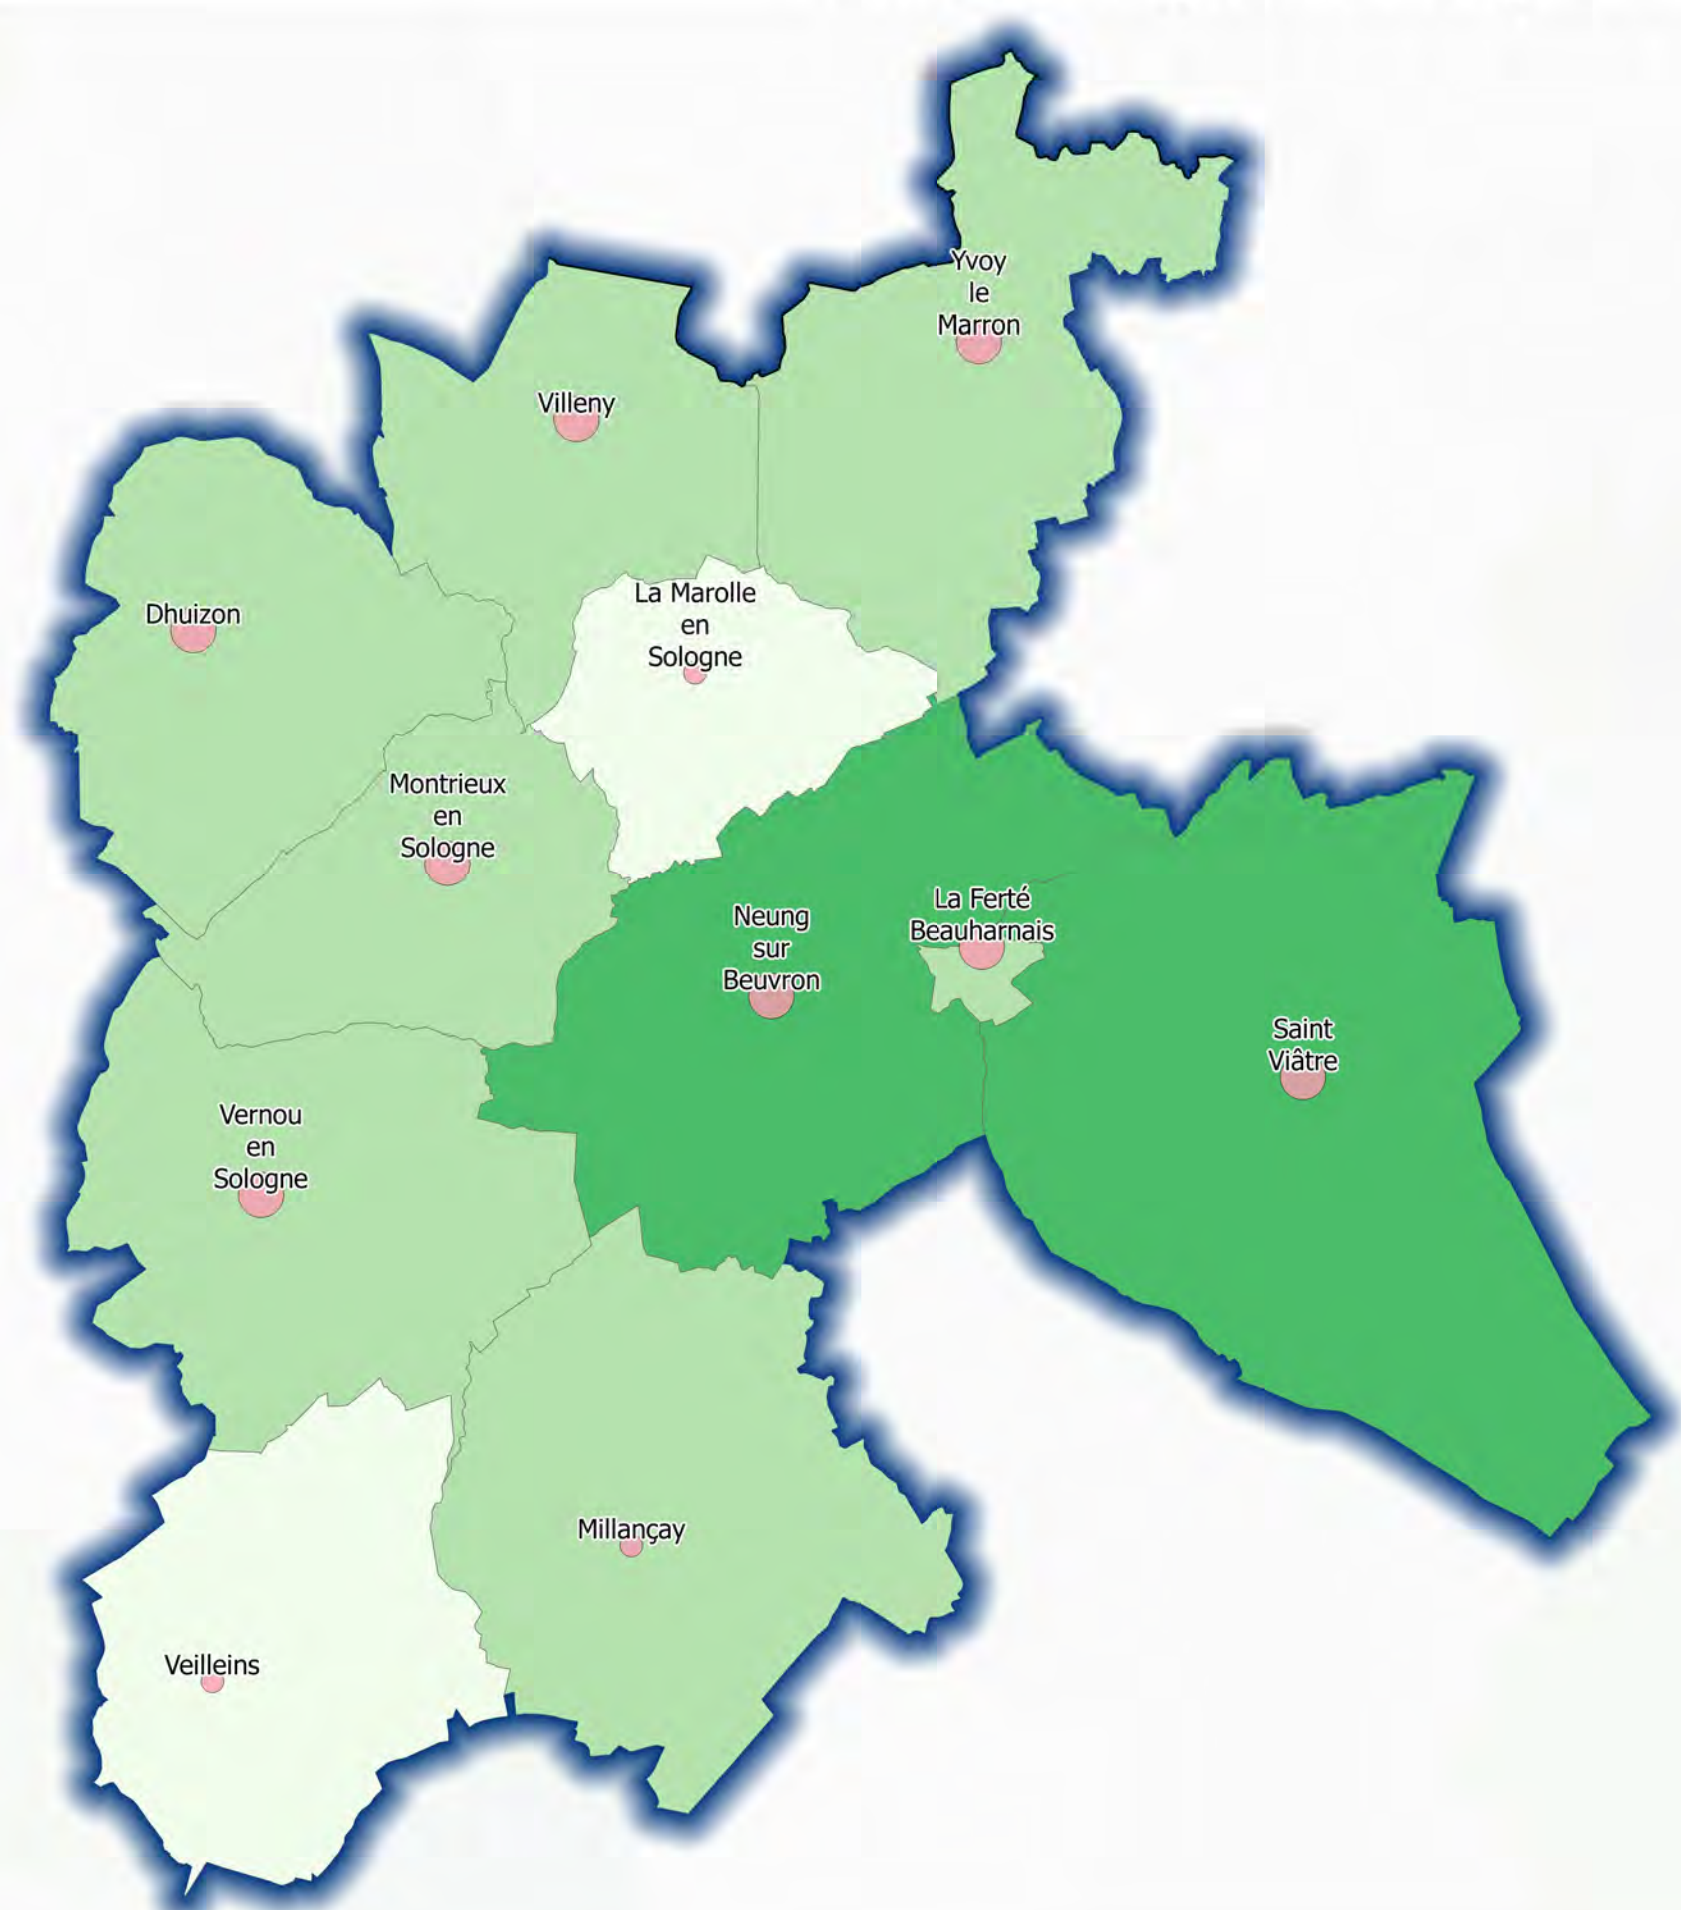 Yvoy
le
Marron
Villeny
La Marolle
en
Sologne
Dhuizon
Montrieux
en
Sologne
La Ferté
Beauharnais
Neung
sur
Beuvron
Saint
Viâtre
Vernou
en
Sologne
Millançay
Veilleins